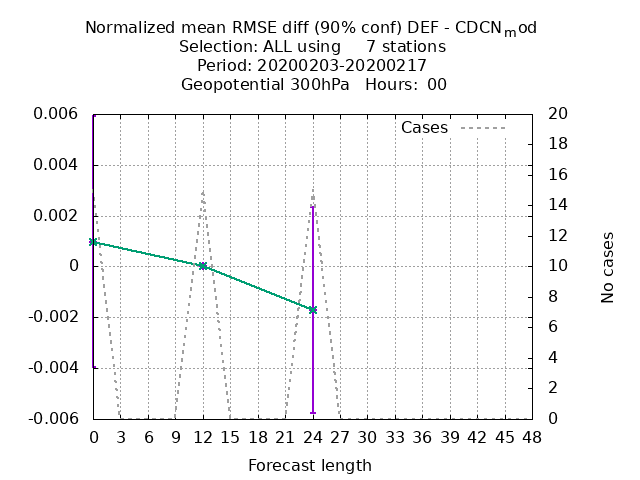 Normalized mean RMSE diff (90% conf) DEF - CDCNmod
Selection: ALL using 7 stations
Period: 20200203-20200217
Geopotential 300hPa Hours: 00
Cases
0.006
0.004
0.002
0
-0.002
-0.004
-0.006
20
18
16
14
12
10
8
6
4
2
0
No cases
0 3 6 9 12 15 18 21 24 27 30 33 36 39 42 45 48
Forecast length